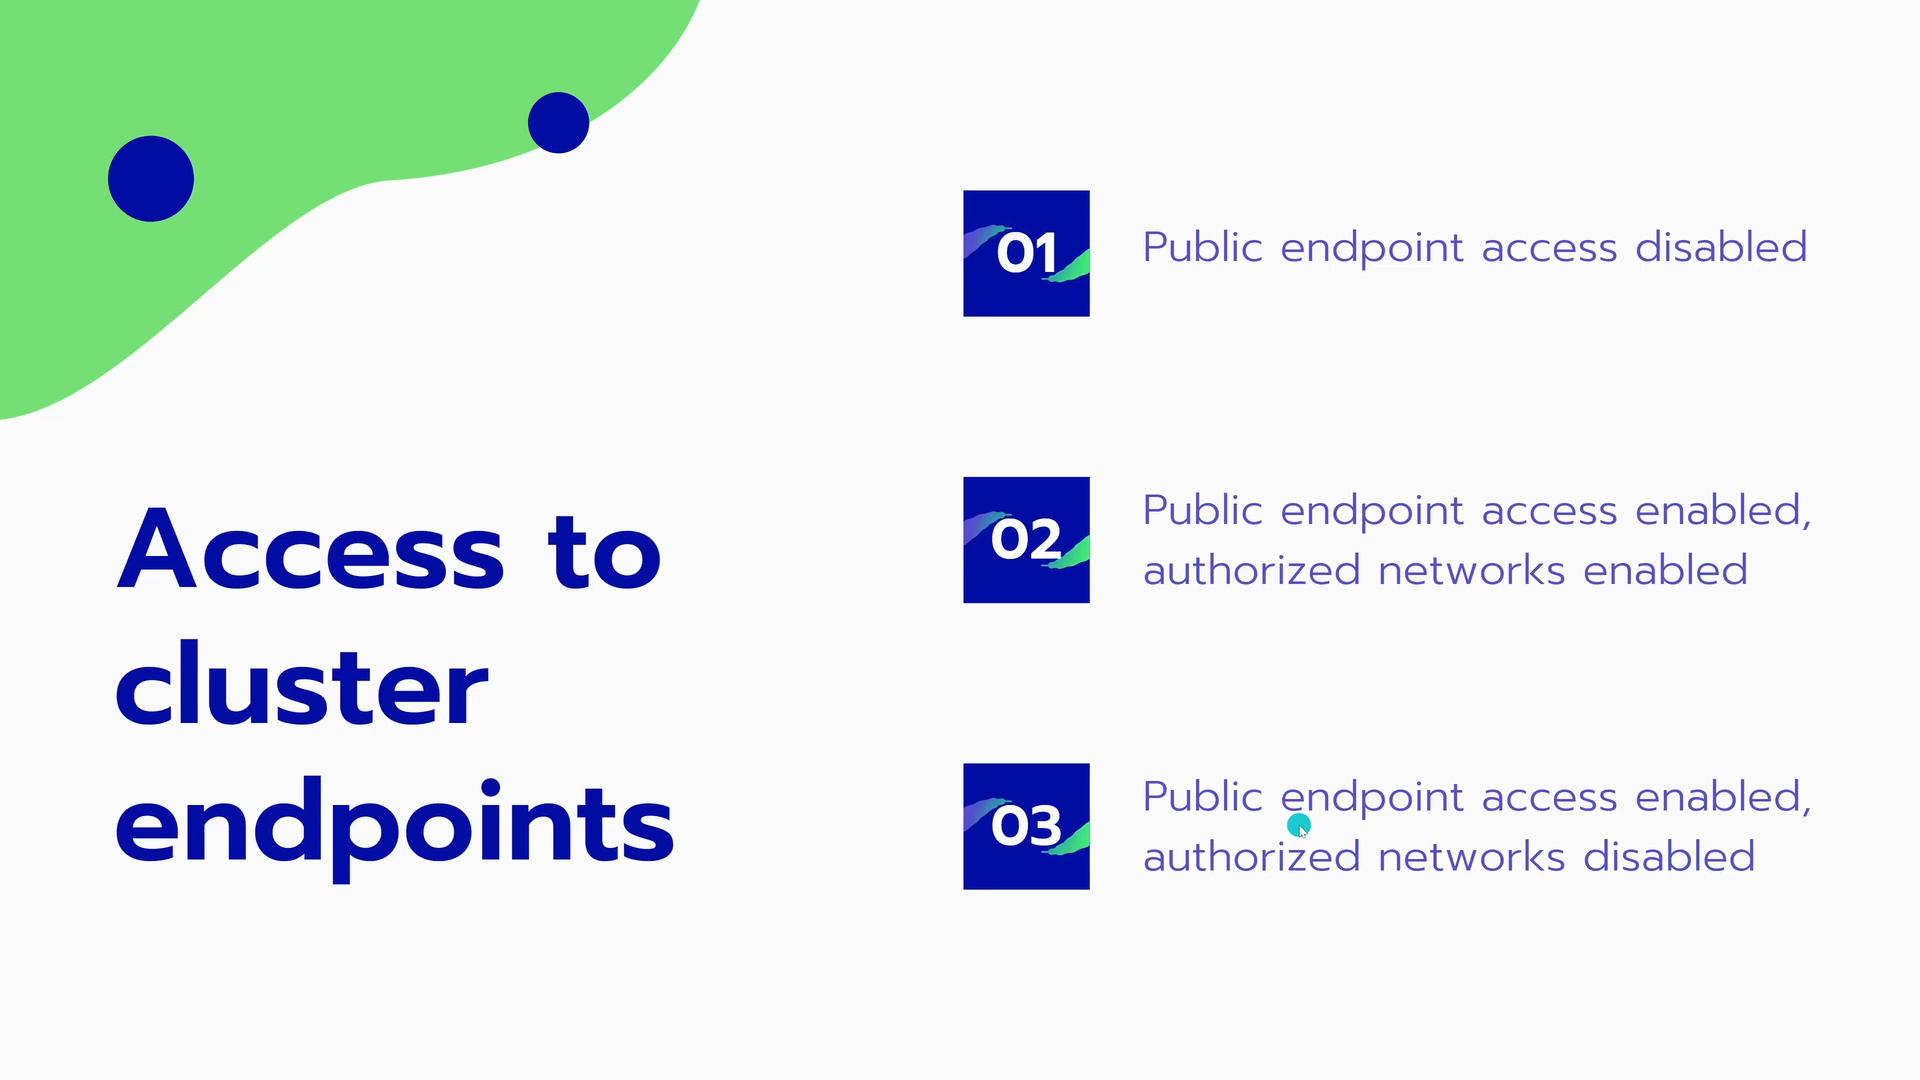 Access to
cluster
endpoints
01
Public endpoint access disabled
02
Public endpoint access enabled,
authorized networks enabled
03
Public endpoint access enabled,
authorized networks disabled